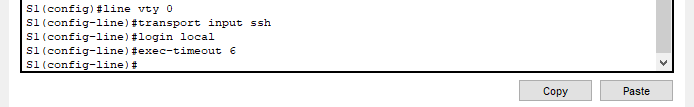 S1(config)#line vty 0
S1(config-line)#transport input ssh
S1(config-line)#login local
S1(config-line)#exec-timeout 6
S1(config-line)#
Copy Paste